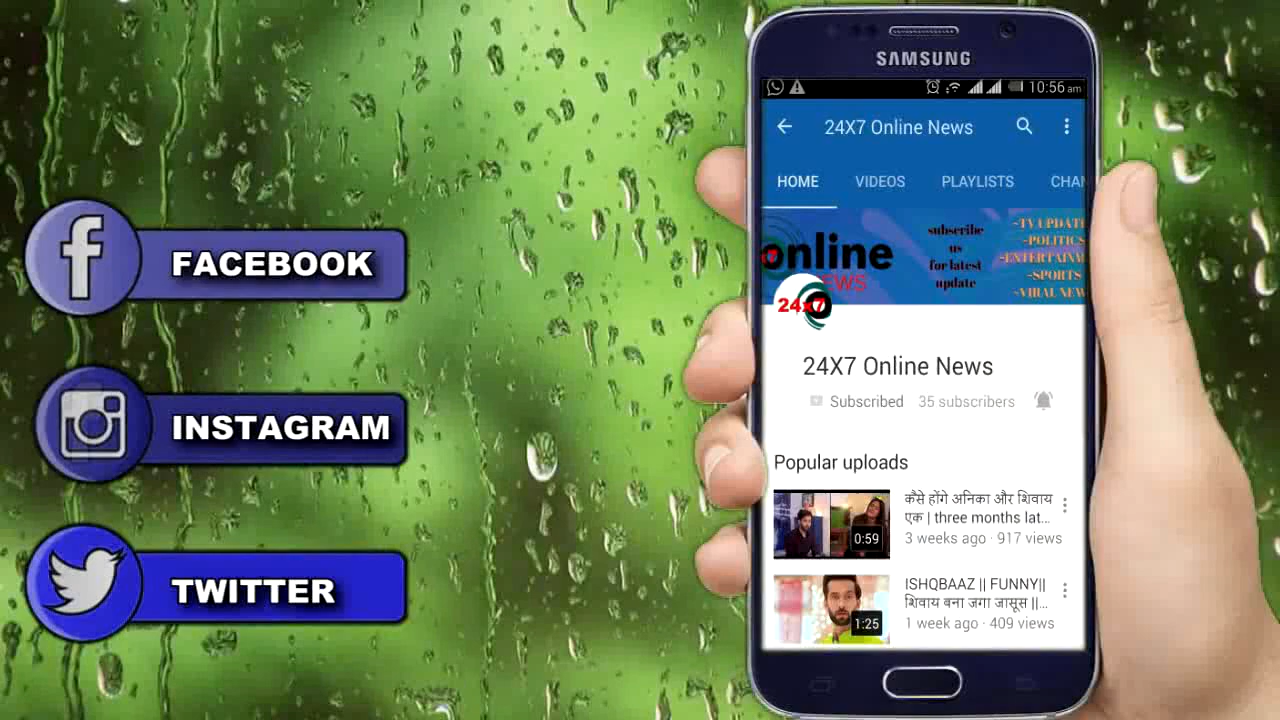 FACEBOOK
INSTAGRAM
TWITTER
SAMSUNG
10:56 am
24X7 Online News
HOME VIDEOS PLAYLISTS CHAN
online
NEWS
subscribe
us
for latest
update
~TV UPDATE
~POLITICS
~ENTERTAINM
~SPORTS
~VIRAL NEW
24x7
24X7 Online News
Subscribed 35 subscribers
Popular uploads
0:59
कैसे होंगे अनिका और शिवाय
एक | three months lat...
3 weeks ago · 917 views
1:25
ISHQBAAZ || FUNNY||
शिवाय बना जगा जासूस ||...
1 week ago · 409 views